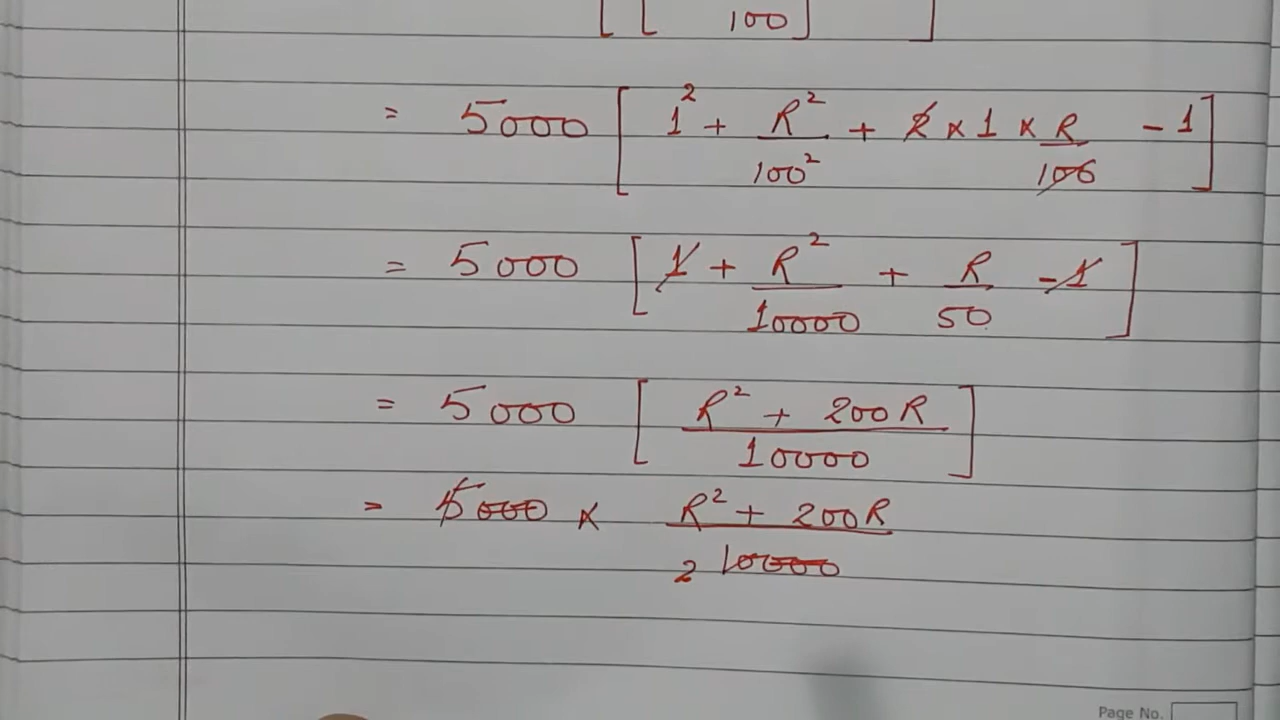 [ [ 100 ] ]
= 5000 [ 1² + R²/100² + 2 × 1 × R/100 - 1 ]
= 5000 [ 1 + R²/10000 + R/50 - 1 ]
= 5000 [ R² + 200R / 10000 ]
= 5000 × R² + 200R / 2 10000
Page No.